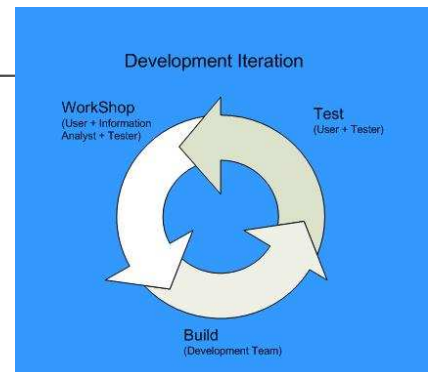 Development Iteration
WorkShop
(User + Information
Analyst + Tester)
Test
(User + Tester)
Build
(Development Team)